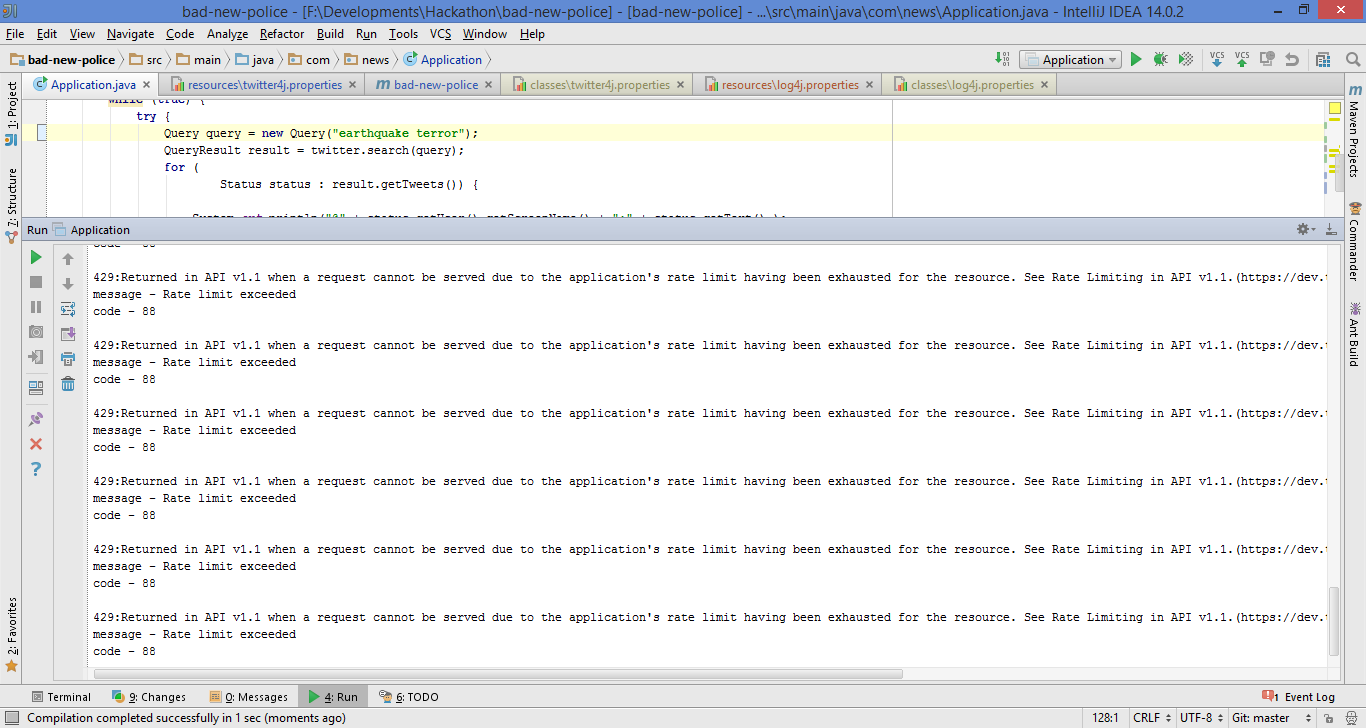 bad-new-police - [F:\Developments\Hackathon\bad-new-police] - [bad-new-police] - ...\src\main\java\com\news\Application.java - IntelliJ IDEA 14.0.2
File Edit View Navigate Code Analyze Refactor Build Run Tools VCS Window Help
bad-new-police src main java com news Application
Application
VCS VCS
Application.java resources\twitter4j.properties bad-new-police classes\twitter4j.properties resources\log4j.properties classes\log4j.properties
1: Project
7: Structure
2: Favorites
Maven Projects
Commander
Ant Build
while (true) {
try {
Query query = new Query("earthquake terror");
QueryResult result = twitter.search(query);
for (
Status status : result.getTweets()) {
System.out.println("@" + status.getUser().getScreenName() + ":" + status.getText() );
Run Application
code - 88
429:Returned in API v1.1 when a request cannot be served due to the application's rate limit having been exhausted for the resource. See Rate Limiting in API v1.1.(https://dev.
message - Rate limit exceeded
code - 88
429:Returned in API v1.1 when a request cannot be served due to the application's rate limit having been exhausted for the resource. See Rate Limiting in API v1.1.(https://dev.
message - Rate limit exceeded
code - 88
429:Returned in API v1.1 when a request cannot be served due to the application's rate limit having been exhausted for the resource. See Rate Limiting in API v1.1.(https://dev.
message - Rate limit exceeded
code - 88
429:Returned in API v1.1 when a request cannot be served due to the application's rate limit having been exhausted for the resource. See Rate Limiting in API v1.1.(https://dev.
message - Rate limit exceeded
code - 88
429:Returned in API v1.1 when a request cannot be served due to the application's rate limit having been exhausted for the resource. See Rate Limiting in API v1.1.(https://dev.
message - Rate limit exceeded
code - 88
429:Returned in API v1.1 when a request cannot be served due to the application's rate limit having been exhausted for the resource. See Rate Limiting in API v1.1.(https://dev.
message - Rate limit exceeded
code - 88
Terminal 9: Changes 0: Messages 4: Run 6: TODO 1 Event Log
Compilation completed successfully in 1 sec (moments ago) 128:1 CRLF UTF-8 Git: master